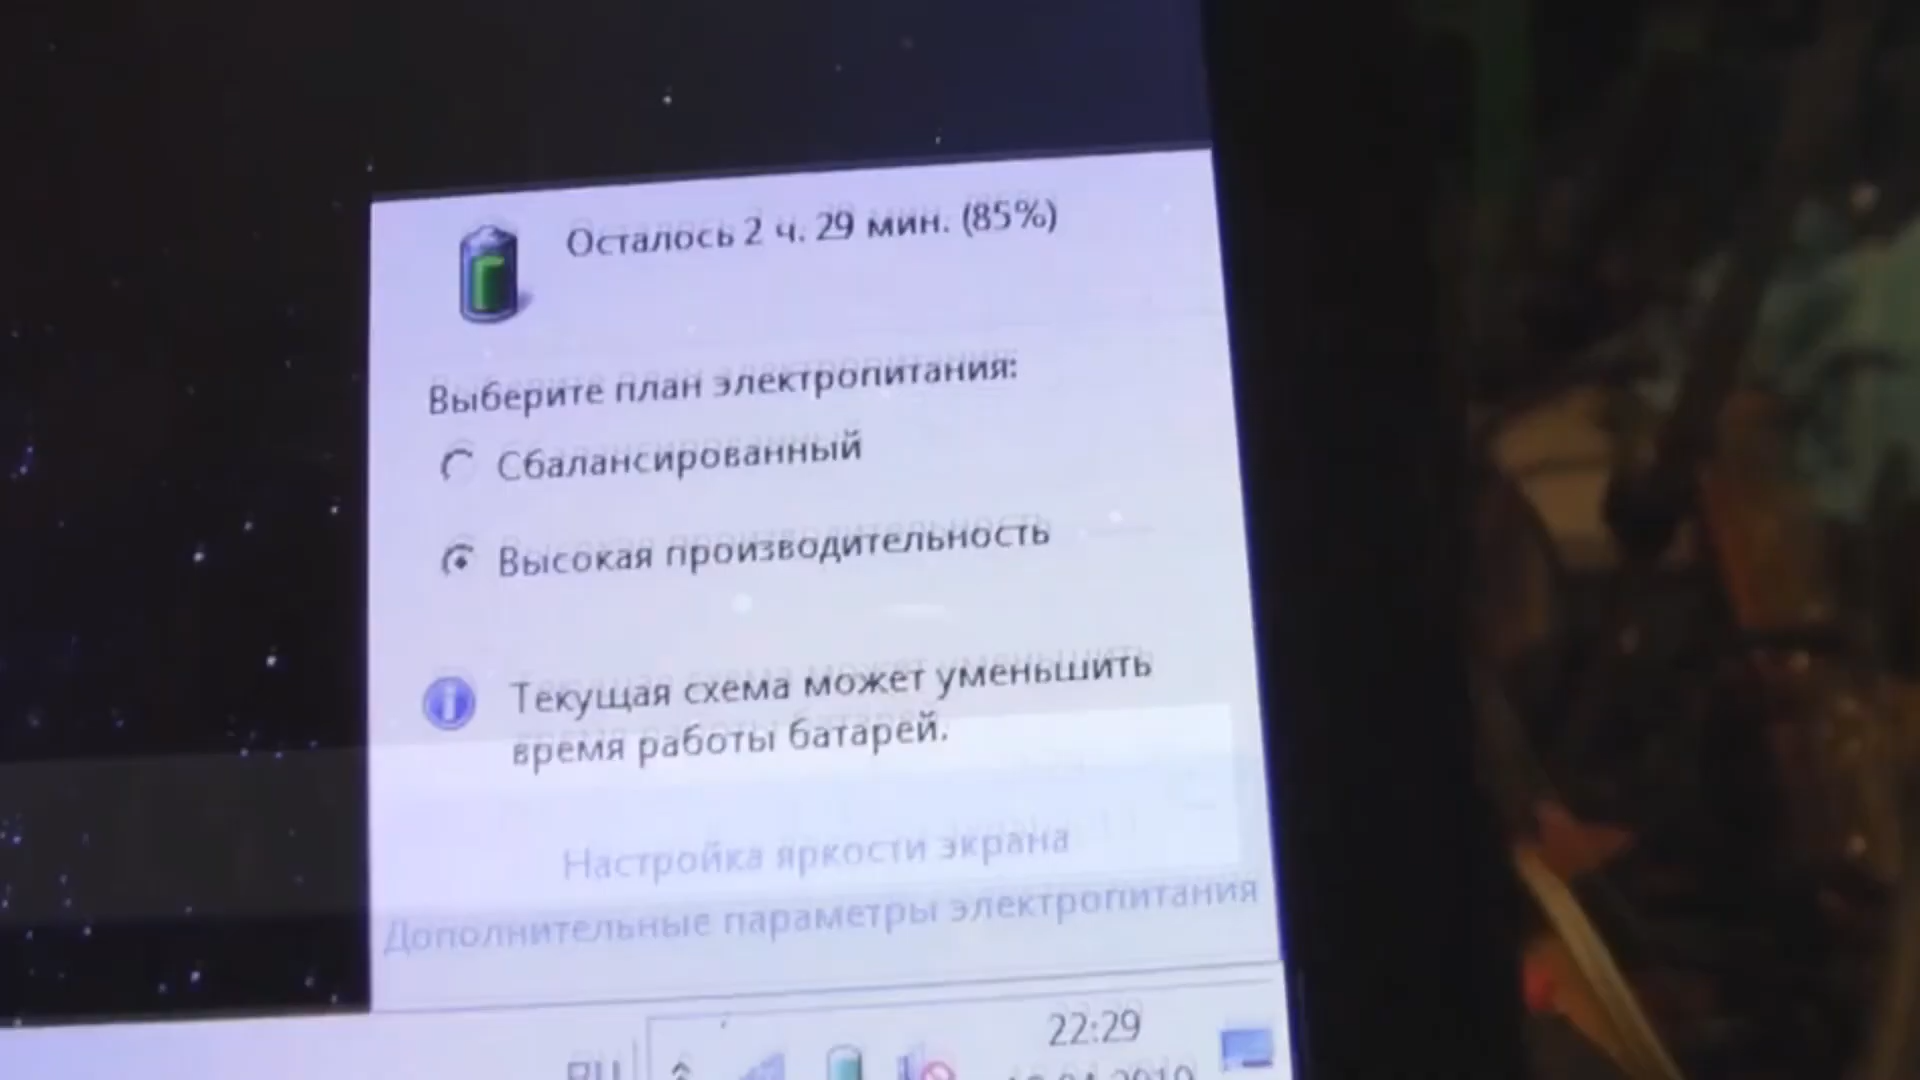 Осталось 2 ч. 29 мин. (85%)
Выберите план электропитания:
Сбалансированный
Высокая производительность
Текущая схема может уменьшить
время работы батарей.
Настройка яркости экрана
Дополнительные параметры электропитания
RU
22:29